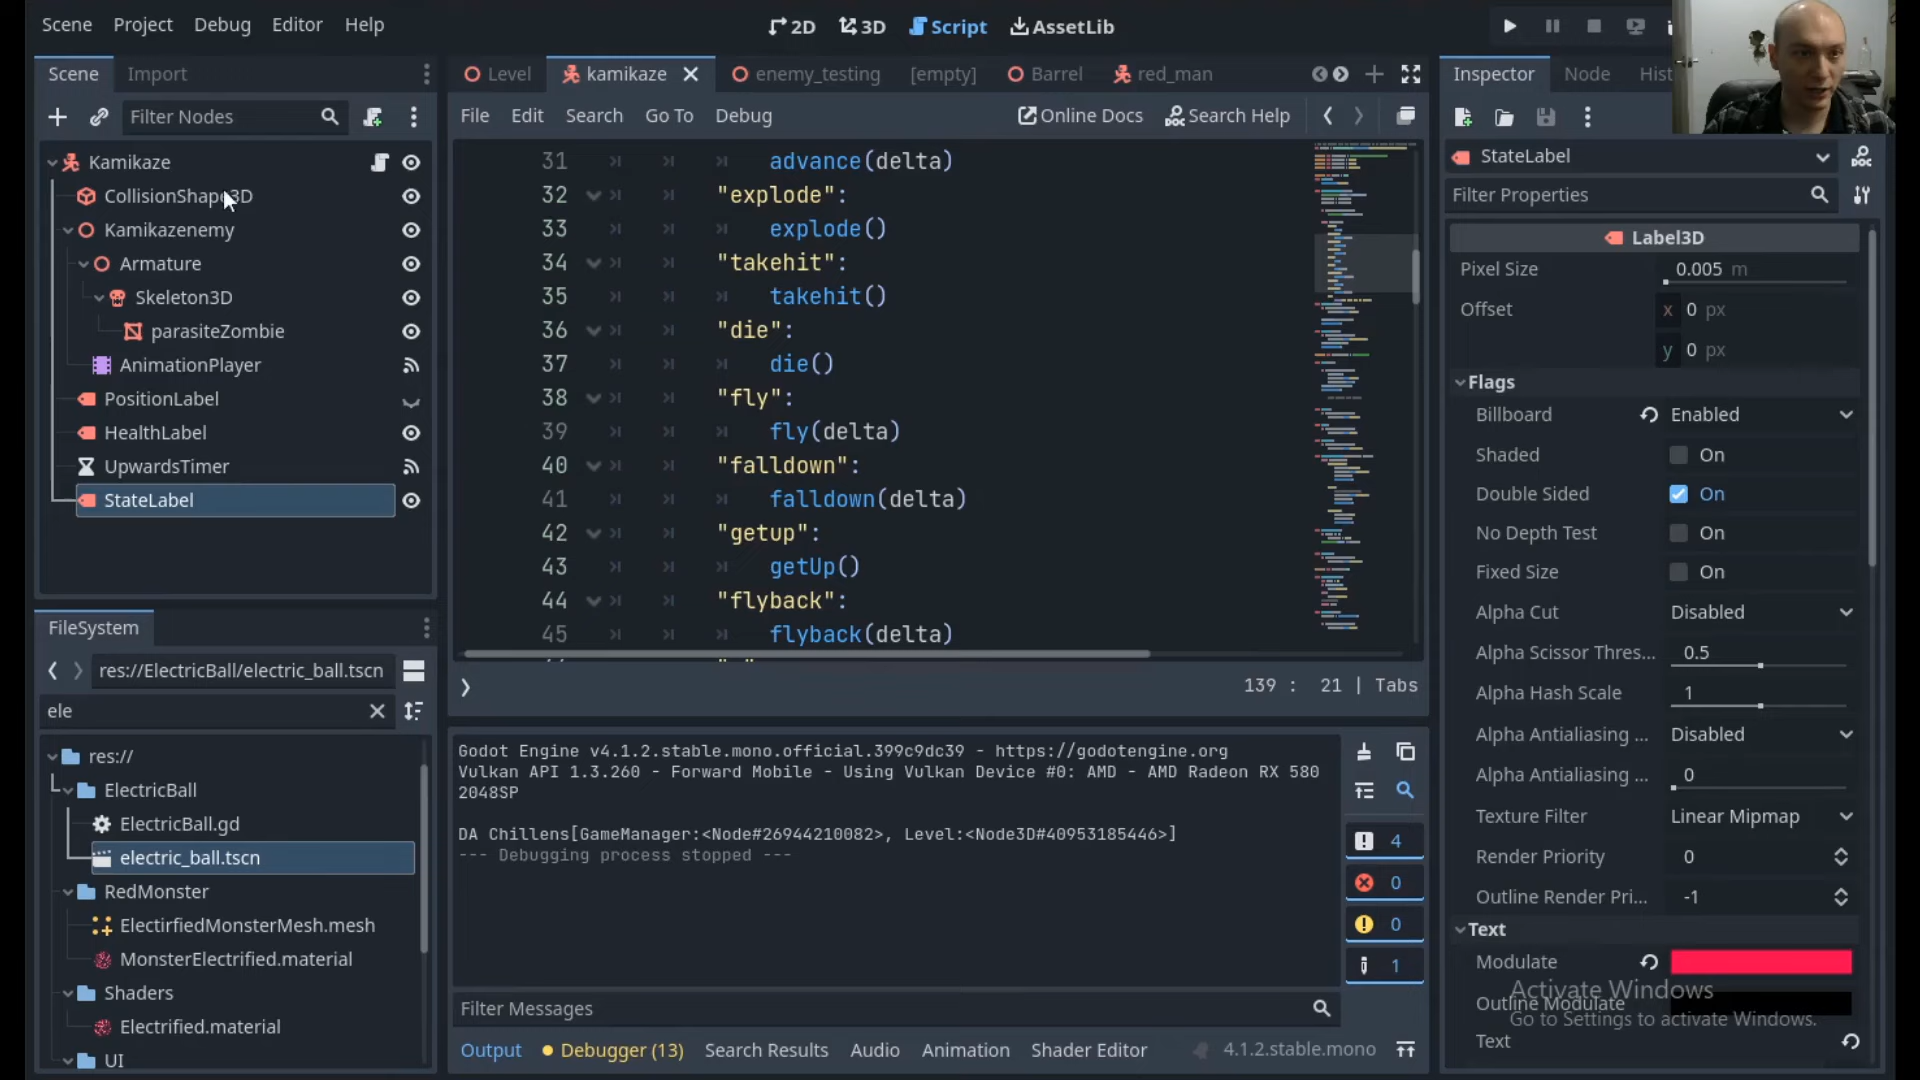 Scene Project Debug Editor Help
2D 3D Script AssetLib
Scene Import
Filter Nodes
Kamikaze
CollisionShape3D
Kamikazenemy
Armature
Skeleton3D
parasiteZombie
AnimationPlayer
PositionLabel
HealthLabel
UpwardsTimer
StateLabel
FileSystem
res://ElectricBall/electric_ball.tscn
ele
res://
ElectricBall
ElectricBall.gd
electric_ball.tscn
RedMonster
ElectirfiedMonsterMesh.mesh
MonsterElectrified.material
Shaders
Electrified.material
UI
Level kamikaze enemy_testing [empty] Barrel red_man
File Edit Search Go To Debug Online Docs Search Help
31 advance(delta)
32 "explode":
33 explode()
34 "takehit":
35 takehit()
36 "die":
37 die()
38 "fly":
39 fly(delta)
40 "falldown":
41 falldown(delta)
42 "getup":
43 getUp()
44 "flyback":
45 flyback(delta)
139 : 21 | Tabs
Godot Engine v4.1.2.stable.mono.official.399c9dc39 - https://godotengine.org
Vulkan API 1.3.260 - Forward Mobile - Using Vulkan Device #0: AMD - AMD Radeon RX 580
2048SP
DA Chillens[GameManager:<Node#26944210082>, Level:<Node3D#40953185446>]
--- Debugging process stopped ---
4
0
0
1
Filter Messages
Output Debugger (13) Search Results Audio Animation Shader Editor 4.1.2.stable.mono
Inspector Node Hist
StateLabel
Filter Properties
Label3D
Pixel Size 0.005 m
Offset x 0 px
y 0 px
Flags
Billboard Enabled
Shaded On
Double Sided On
No Depth Test On
Fixed Size On
Alpha Cut Disabled
Alpha Scissor Thres... 0.5
Alpha Hash Scale 1
Alpha Antialiasing ... Disabled
Alpha Antialiasing ... 0
Texture Filter Linear Mipmap
Render Priority 0
Outline Render Pri... -1
Text
Modulate
Outline Modulate
Text
Activate Windows
Go to Settings to activate Windows.